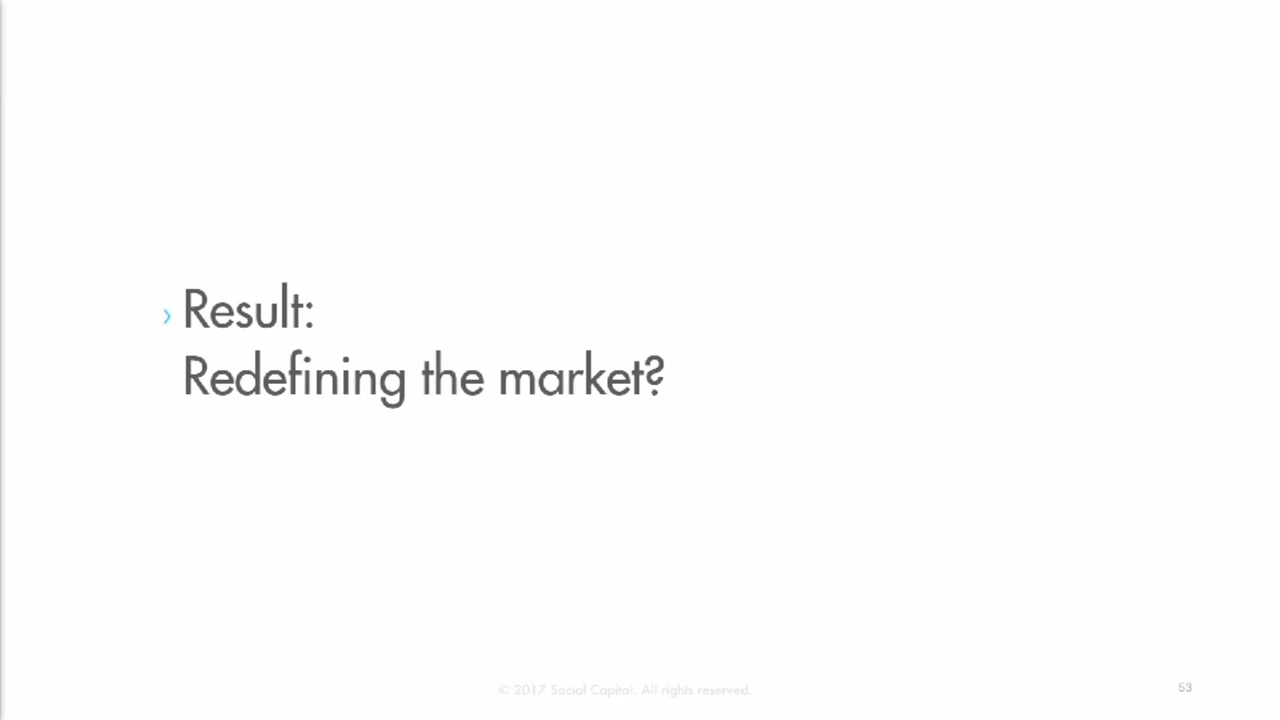 › Result:
Redefining the market?
© 2017 Social Capital. All rights reserved.
53